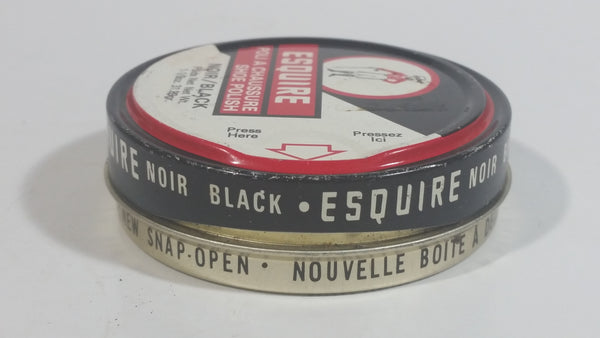 ESQUIRE
POLI A CHAUSSURE
SHOE POLISH
NOIR/BLACK
Press Here
Pressez Ici
NOIR BLACK • ESQUIRE NOIR
NEW SNAP-OPEN • NOUVELLE BOITE À